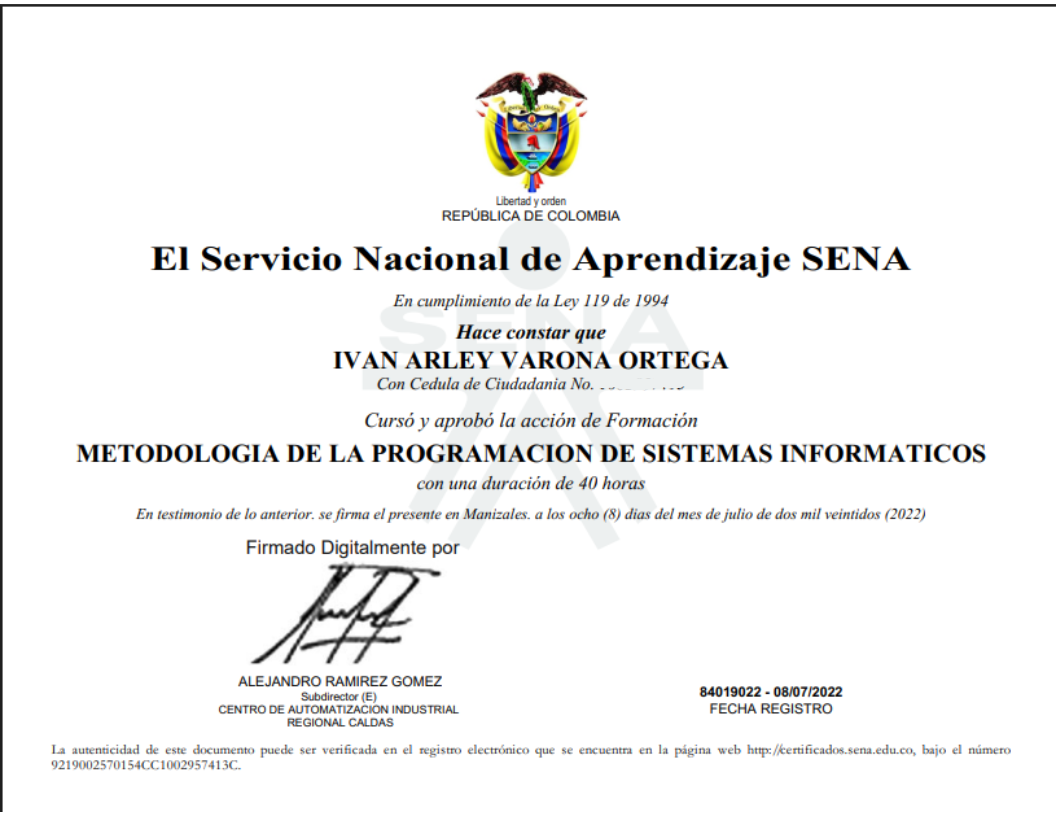 Libertad y orden
REPÚBLICA DE COLOMBIA
SENA
El Servicio Nacional de Aprendizaje SENA
En cumplimiento de la Ley 119 de 1994
Hace constar que
IVAN ARLEY VARONA ORTEGA
Con Cedula de Ciudadania No.
Cursó y aprobó la acción de Formación
METODOLOGIA DE LA PROGRAMACION DE SISTEMAS INFORMATICOS
con una duración de 40 horas
En testimonio de lo anterior. se firma el presente en Manizales. a los ocho (8) dias del mes de julio de dos mil veintidos (2022)
Firmado Digitalmente por
ALEJANDRO RAMIREZ GOMEZ
Subdirector (E)
CENTRO DE AUTOMATIZACION INDUSTRIAL
REGIONAL CALDAS
84019022 - 08/07/2022
FECHA REGISTRO
La autenticidad de este documento puede ser verificada en el registro electrónico que se encuentra en la página web http://certificados.sena.edu.co, bajo el número
9219002570154CC1002957413C.